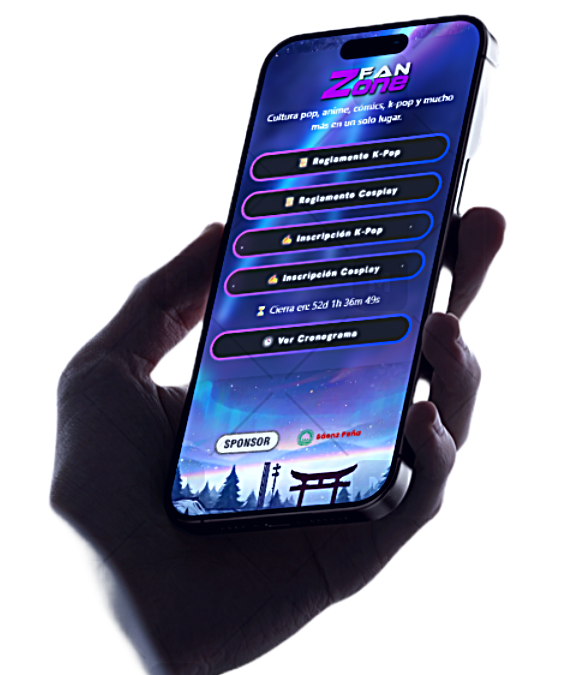 FAN
Zone
Cultura pop, anime, cómics, k-pop y mucho
más en un solo lugar.
📜 Reglamento K-Pop
📜 Reglamento Cosplay
✍️ Inscripción K-Pop
✍️ Inscripción Cosplay
⏳ Cierra en: 52d 1h 36m 49s
🕒 Ver Cronograma
SPONSOR
Sáenz Peña